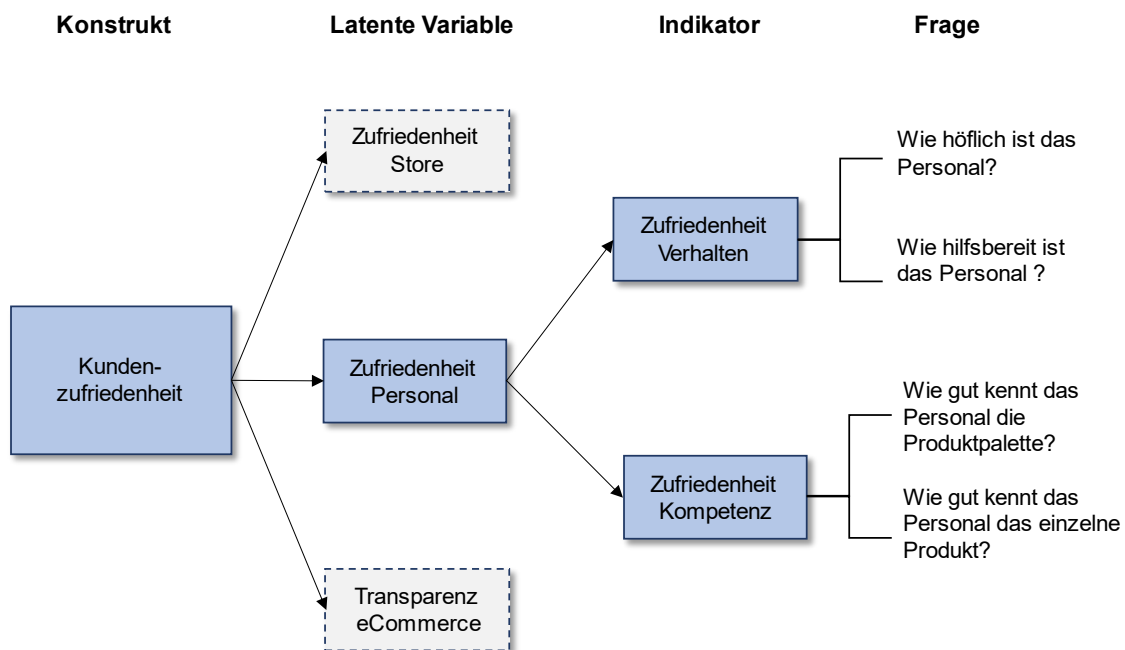 Konstrukt
Latente Variable
Indikator
Frage
Zufriedenheit
Store
Wie höflich ist das
Personal?
Zufriedenheit
Verhalten
Wie hilfsbereit ist
das Personal ?
Kunden-
zufriedenheit
Zufriedenheit
Personal
Wie gut kennt das
Personal die
Produktpalette?
Zufriedenheit
Kompetenz
Wie gut kennt das
Personal das einzelne
Produkt?
Transparenz
eCommerce